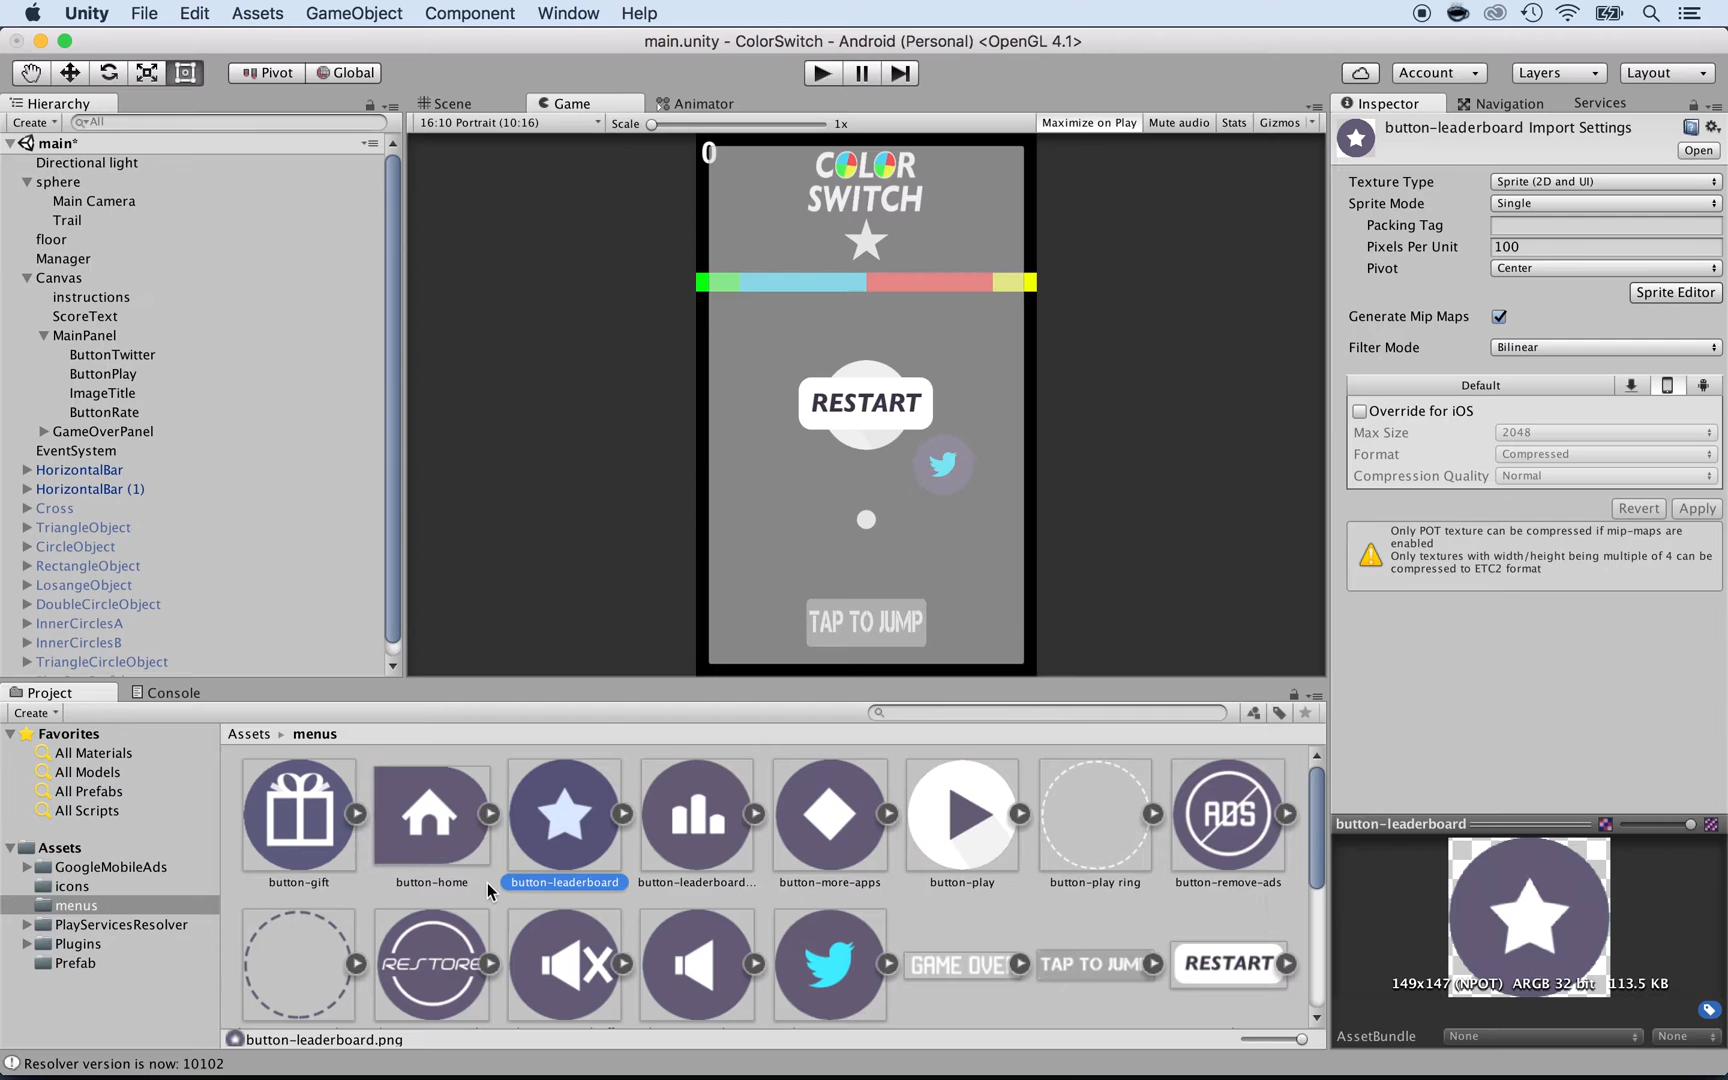 Unity File Edit Assets GameObject Component Window Help
main.unity - ColorSwitch - Android (Personal) <OpenGL 4.1>
Pivot Global Account Layers Layout
Hierarchy
Create All
main*
Directional light
sphere
Main Camera
Trail
floor
Manager
Canvas
instructions
ScoreText
MainPanel
ButtonTwitter
ButtonPlay
ImageTitle
ButtonRate
GameOverPanel
EventSystem
HorizontalBar
HorizontalBar (1)
Cross
TriangleObject
CircleObject
RectangleObject
LosangeObject
DoubleCircleObject
InnerCirclesA
InnerCirclesB
TriangleCircleObject
Scene Game Animator
16:10 Portrait (10:16) Scale 1x Maximize on Play Mute audio Stats Gizmos
0
COLOR
SWITCH
RESTART
TAP TO JUMP
Inspector Navigation Services
button-leaderboard Import Settings
Open
Texture Type Sprite (2D and UI)
Sprite Mode Single
Packing Tag
Pixels Per Unit 100
Pivot Center
Sprite Editor
Generate Mip Maps
Filter Mode Bilinear
Default
Override for iOS
Max Size 2048
Format Compressed
Compression Quality Normal
Revert Apply
Only POT texture can be compressed if mip-maps are
enabled
Only textures with width/height being multiple of 4 can be
compressed to ETC2 format
Project Console
Create
Favorites
All Materials
All Models
All Prefabs
All Scripts
Assets
GoogleMobileAds
icons
menus
PlayServicesResolver
Plugins
Prefab
Assets menus
ADS
button-gift button-home button-leaderboard button-leaderboard... button-more-apps button-play button-play ring button-remove-ads
RESTORE GAME OVE TAP TO JUM RESTART
button-leaderboard.png
button-leaderboard
149x147 (NPOT) ARGB 32 bit 113.5 KB
AssetBundle None None
Resolver version is now: 10102